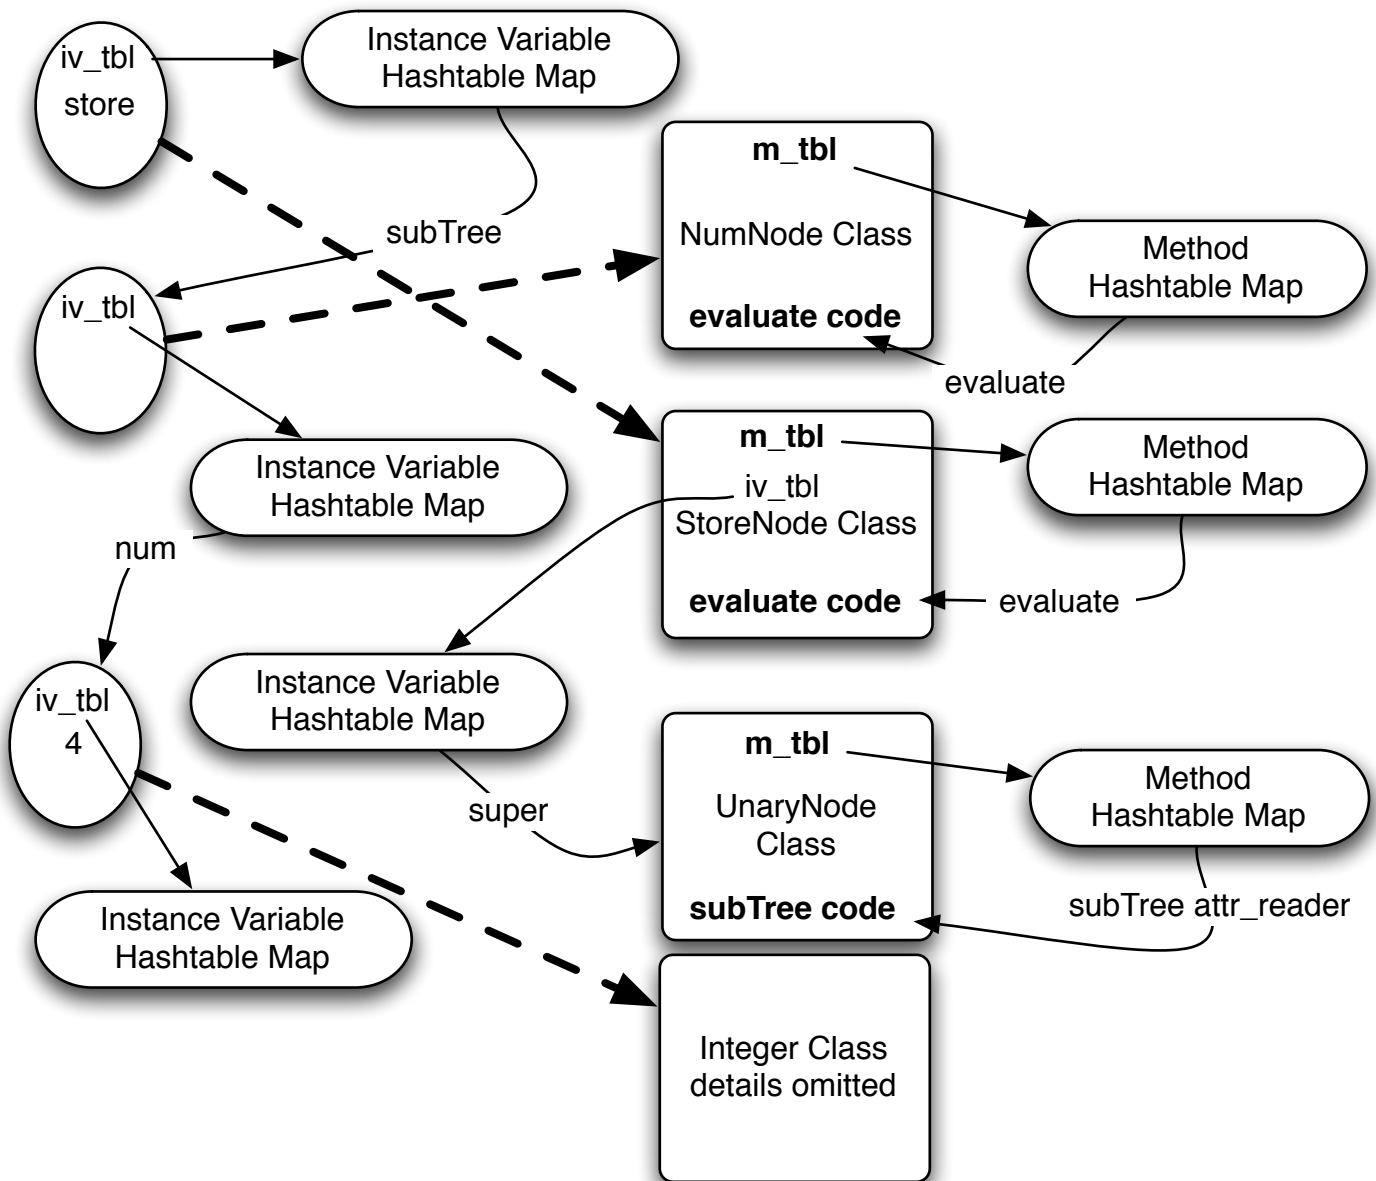 iv_tbl
store
Instance Variable
Hashtable Map
m_tbl
NumNode Class
evaluate code
Method
Hashtable Map
evaluate
subTree
iv_tbl
Instance Variable
Hashtable Map
num
m_tbl
iv_tbl
StoreNode Class
evaluate code
Method
Hashtable Map
evaluate
iv_tbl
4
Instance Variable
Hashtable Map
super
m_tbl
UnaryNode
Class
subTree code
Method
Hashtable Map
subTree attr_reader
Instance Variable
Hashtable Map
Integer Class
details omitted